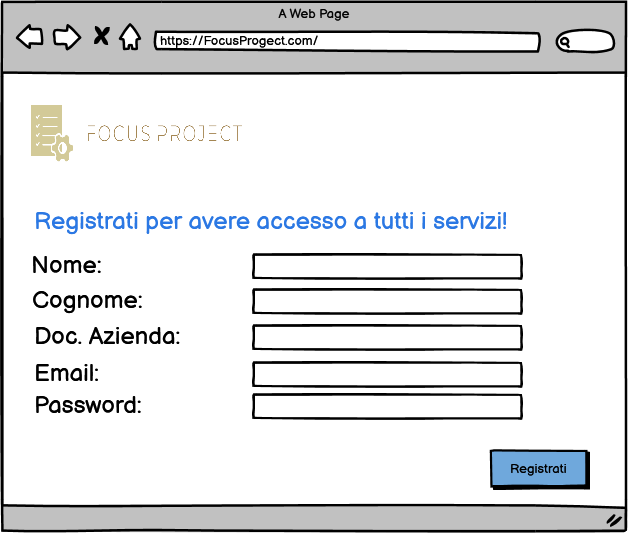 A Web Page
https://FocusProgect.com/
FOCUS PROJECT
Registrati per avere accesso a tutti i servizi!
Nome:
Cognome:
Doc. Azienda:
Email:
Password:
Registrati